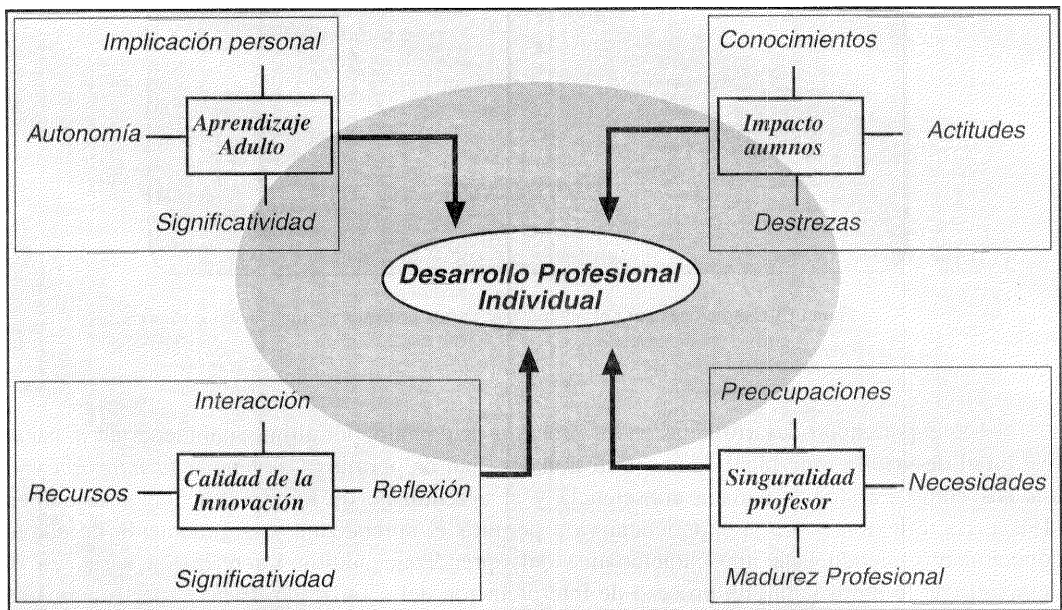 Implicación personal
Autonomía
Aprendizaje
Adulto
Significatividad
Conocimientos
Impacto
aumnos
Actitudes
Destrezas
Desarrollo Profesional
Individual
Interacción
Recursos
Calidad de la
Innovación
Reflexión
Significatividad
Preocupaciones
Singuralidad
profesor
Necesidades
Madurez Profesional